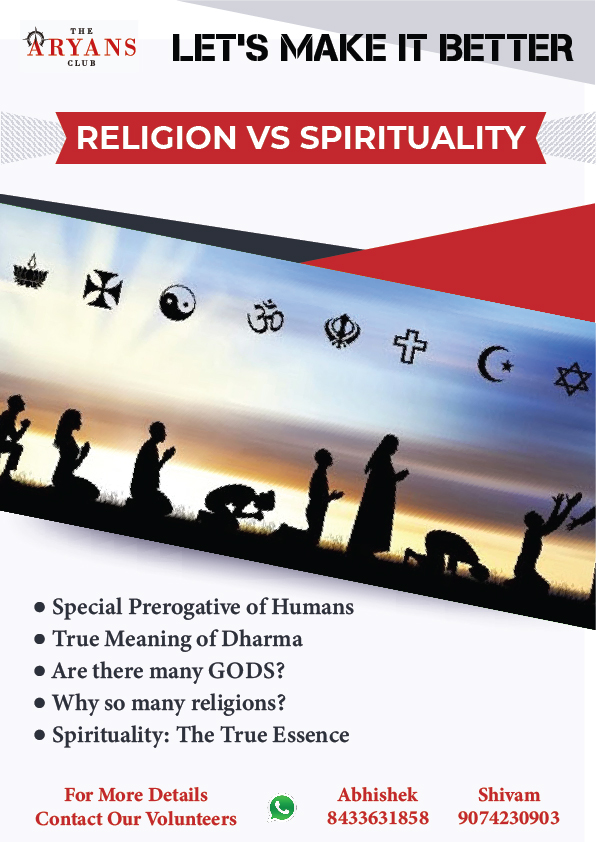 THE
ARYANS
CLUB
LET'S MAKE IT BETTER
RELIGION VS SPIRITUALITY
• Special Prerogative of Humans
• True Meaning of Dharma
• Are there many GODS?
• Why so many religions?
• Spirituality: The True Essence
For More Details
Contact Our Volunteers
Abhishek
8433631858
Shivam
9074230903